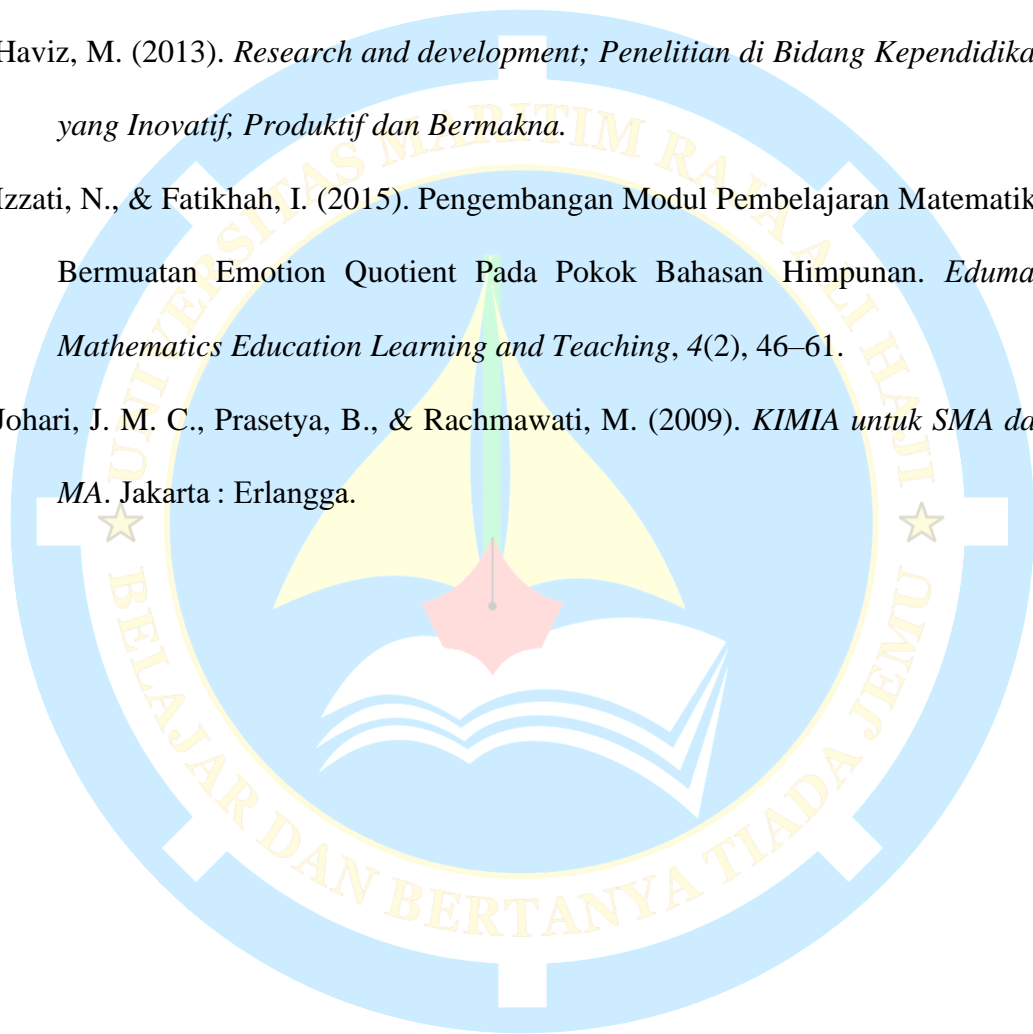 Haviz, M. (2013). Research and development; Penelitian di Bidang Kependidika
yang Inovatif, Produktif dan Bermakna.
Izzati, N., & Fatikhah, I. (2015). Pengembangan Modul Pembelajaran Matematik
Bermuatan Emotion Quotient Pada Pokok Bahasan Himpunan. Eduma
Mathematics Education Learning and Teaching, 4(2), 46–61.
Johari, J. M. C., Prasetya, B., & Rachmawati, M. (2009). KIMIA untuk SMA da
MA. Jakarta : Erlangga.
UNIVERSITAS MARITIM RAJA ALI HAJI
BELAJAR DAN BERTANYA TIADA JEMU